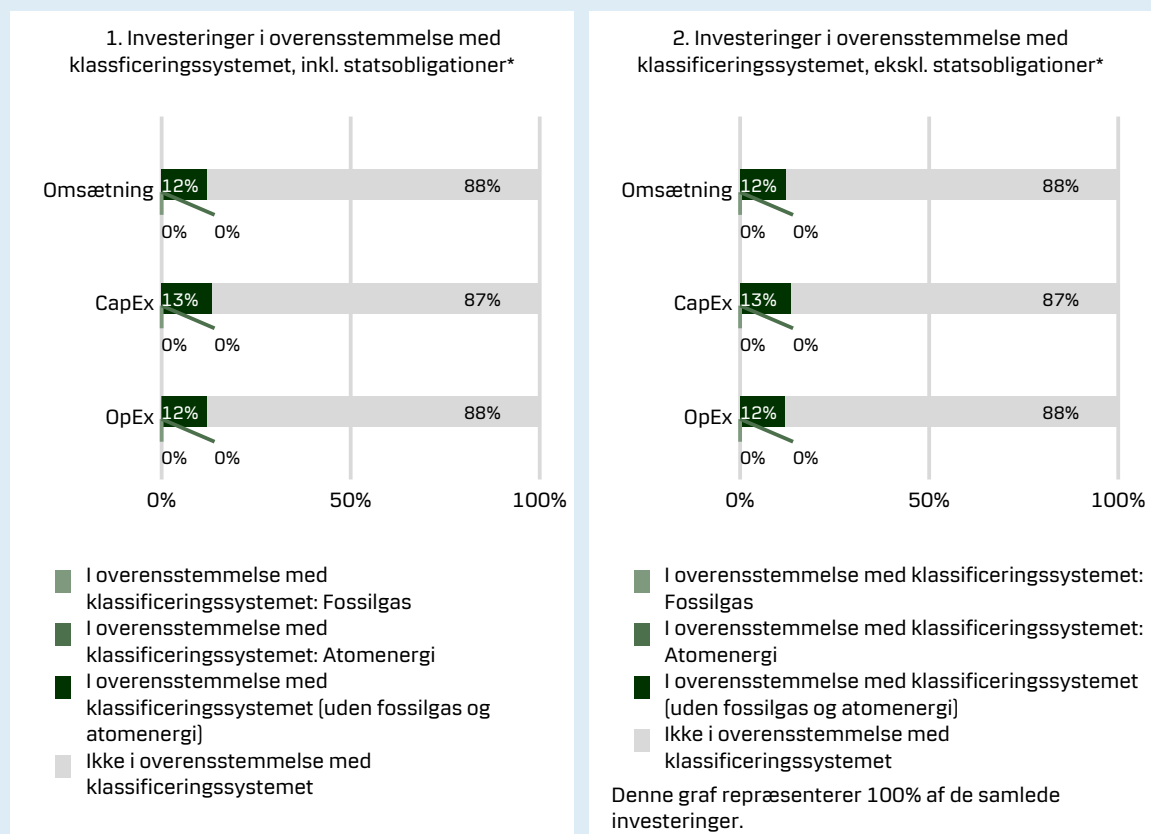 1. Investeringer i overensstemmelse med
klassficeringssystemet, inkl. statsobligationer*
Omsætning
12%
88%
0%
0%
CapEx
13%
87%
0%
0%
OpEx
12%
88%
0%
0%
0%
50%
100%
I overensstemmelse med
klassificeringssystemet: Fossilgas
I overensstemmelse med
klassificeringssystemet: Atomenergi
I overensstemmelse med
klassificeringssystemet (uden fossilgas og
atomenergi)
Ikke i overensstemmelse med
klassificeringssystemet
2. Investeringer i overensstemmelse med
klassificeringssystemet, ekskl. statsobligationer*
Omsætning
12%
88%
0%
0%
CapEx
13%
87%
0%
0%
OpEx
12%
88%
0%
0%
0%
50%
100%
I overensstemmelse med klassificeringssystemet:
Fossilgas
I overensstemmelse med klassificeringssystemet:
Atomenergi
I overensstemmelse med klassificeringssystemet
(uden fossilgas og atomenergi)
Ikke i overensstemmelse med
klassificeringssystemet
Denne graf repræsenterer 100% af de samlede
investeringer.